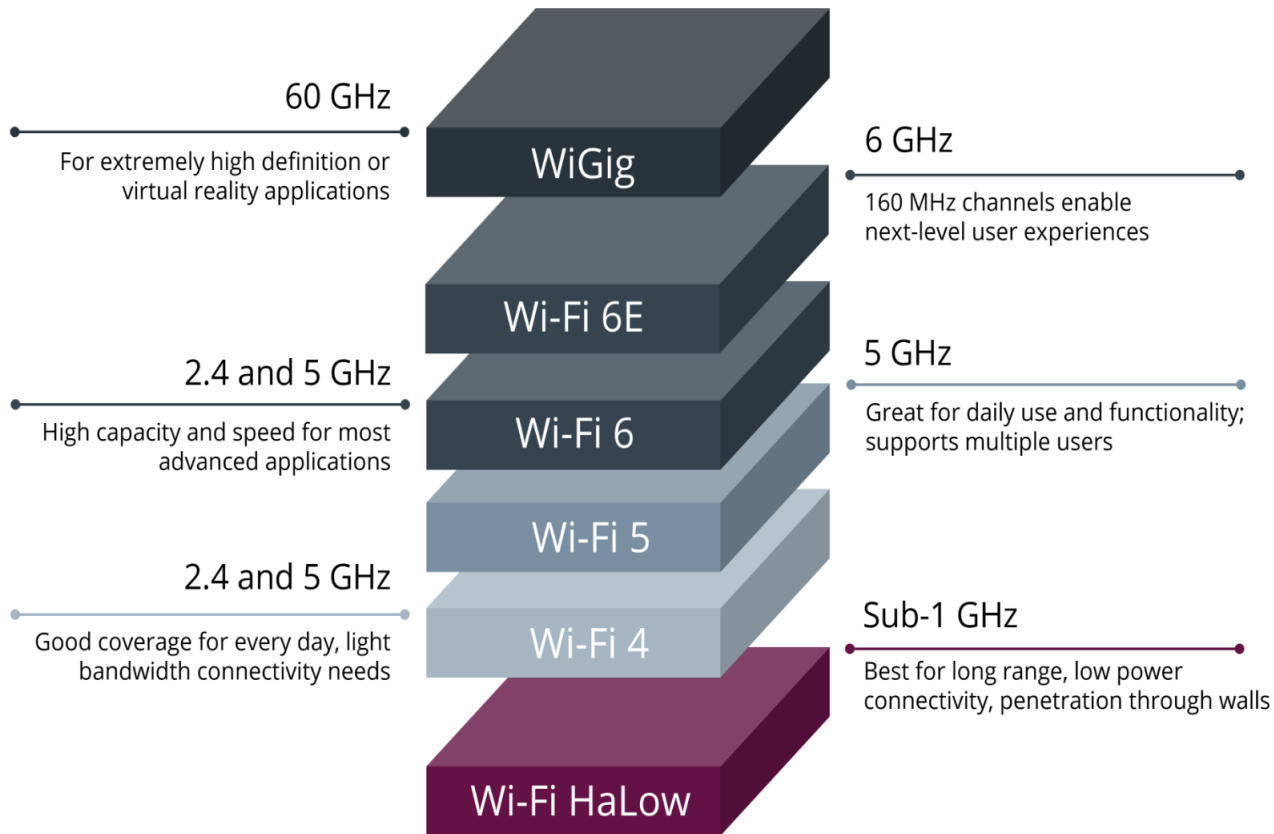 60 GHz
For extremely high definition or
virtual reality applications
WiGig
6 GHz
160 MHz channels enable
next-level user experiences
Wi-Fi 6E
2.4 and 5 GHz
High capacity and speed for most
advanced applications
Wi-Fi 6
5 GHz
Great for daily use and functionality;
supports multiple users
Wi-Fi 5
2.4 and 5 GHz
Good coverage for every day, light
bandwidth connectivity needs
Wi-Fi 4
Sub-1 GHz
Best for long range, low power
connectivity, penetration through walls
Wi-Fi HaLow